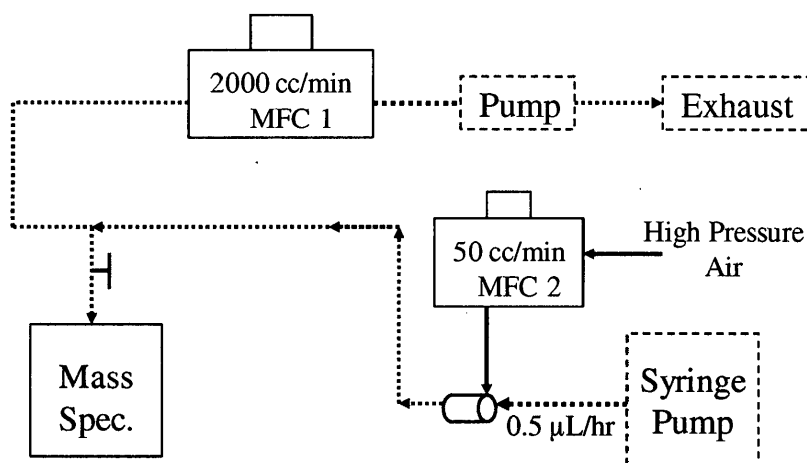 2000 cc/min
MFC 1
Pump
Exhaust
50 cc/min
MFC 2
High Pressure
Air
Mass
Spec.
0.5 μL/hr
Syringe
Pump